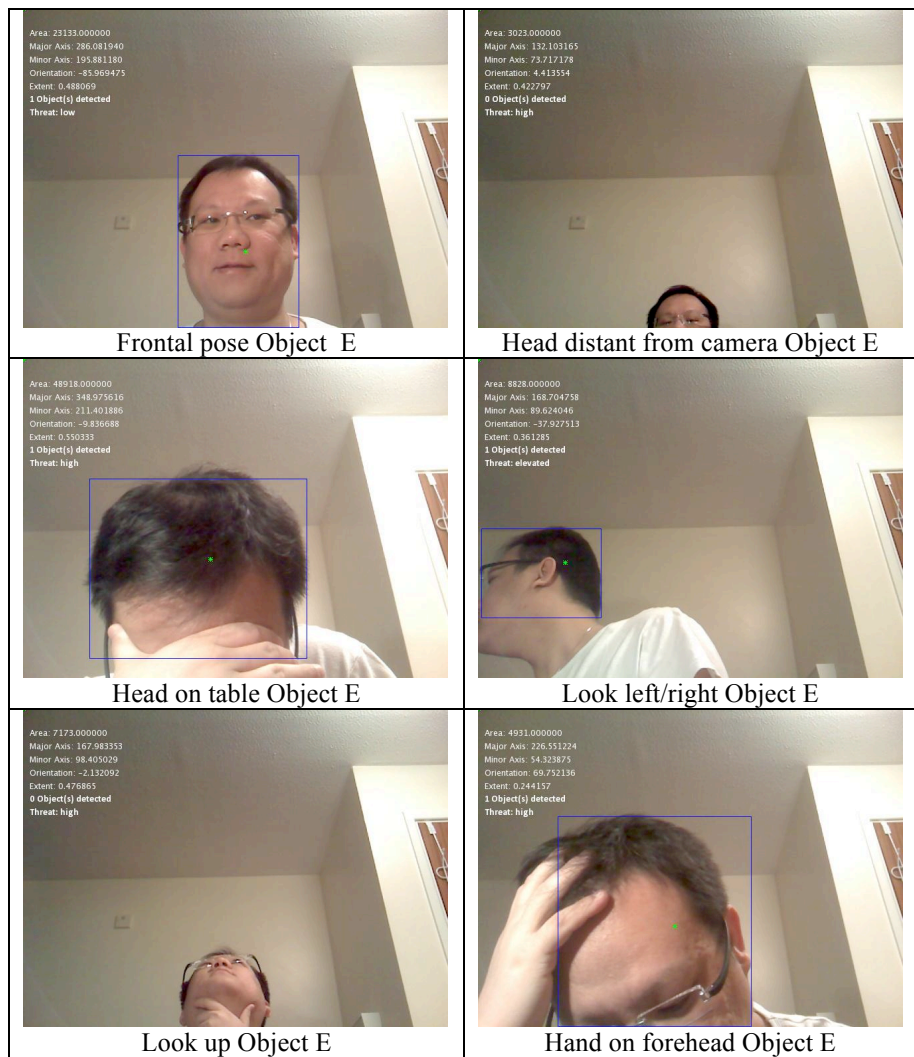 Area: 23133.000000
Major Axis: 286.081940
Minor Axis: 195.881180
Orientation: -85.969475
Extent: 0.488069
1 Object(s) detected
Threat: low
Frontal pose Object E
Area: 3023.000000
Major Axis: 132.103165
Minor Axis: 73.717178
Orientation: 4.413554
Extent: 0.422797
0 Object(s) detected
Threat: high
Head distant from camera Object E
Area: 48918.000000
Major Axis: 348.975616
Minor Axis: 211.401886
Orientation: -9.836688
Extent: 0.550333
1 Object(s) detected
Threat: high
Head on table Object E
Area: 8828.000000
Major Axis: 168.704758
Minor Axis: 89.624046
Orientation: -37.927513
Extent: 0.361285
1 Object(s) detected
Threat: elevated
Look left/right Object E
Area: 7173.000000
Major Axis: 167.983353
Minor Axis: 98.405029
Orientation: -2.132092
Extent: 0.476865
0 Object(s) detected
Threat: high
Look up Object E
Area: 4931.000000
Major Axis: 226.551224
Minor Axis: 54.323875
Orientation: 69.752136
Extent: 0.244157
1 Object(s) detected
Threat: high
Hand on forehead Object E